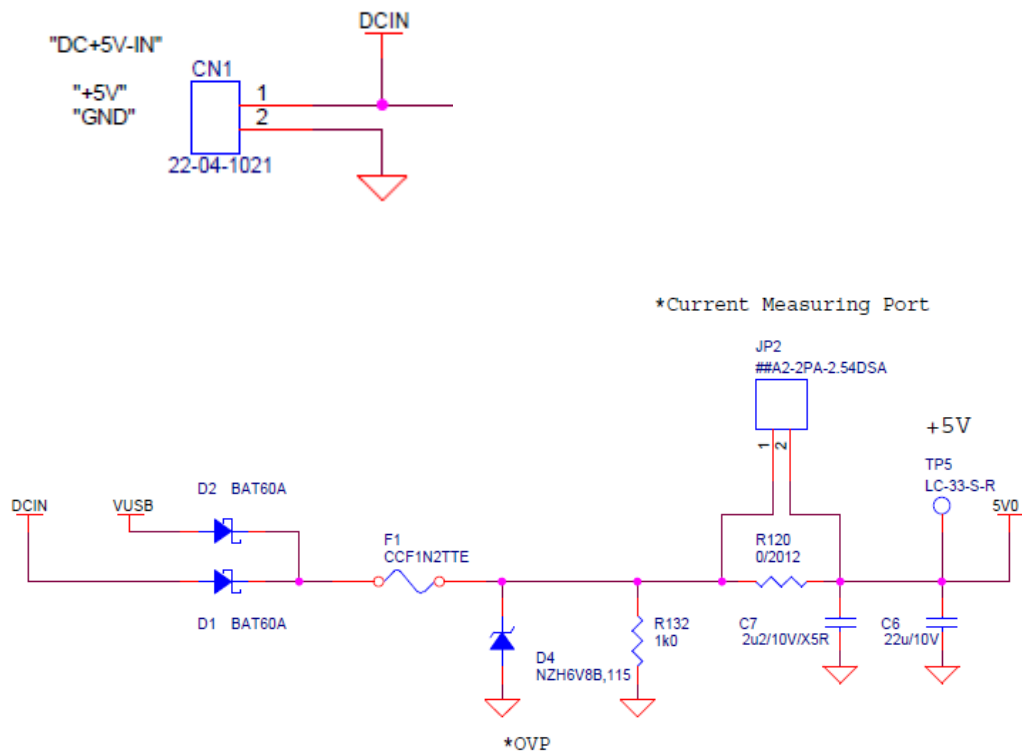 DCIN
"DC+5V-IN"
CN1
"+5V"
1
"GND"
2
22-04-1021
*Current Measuring Port
JP2
##A2-2PA-2.54DSA
1
2
+5V
TP5
LC-33-S-R
5V0
D2 BAT60A
DCIN
VUSB
F1
CCF1N2TTE
R120
0/2012
D1 BAT60A
R132
1k0
C7
2u2/10V/X5R
C6
22u/10V
D4
NZH6V8B,115
*OVP